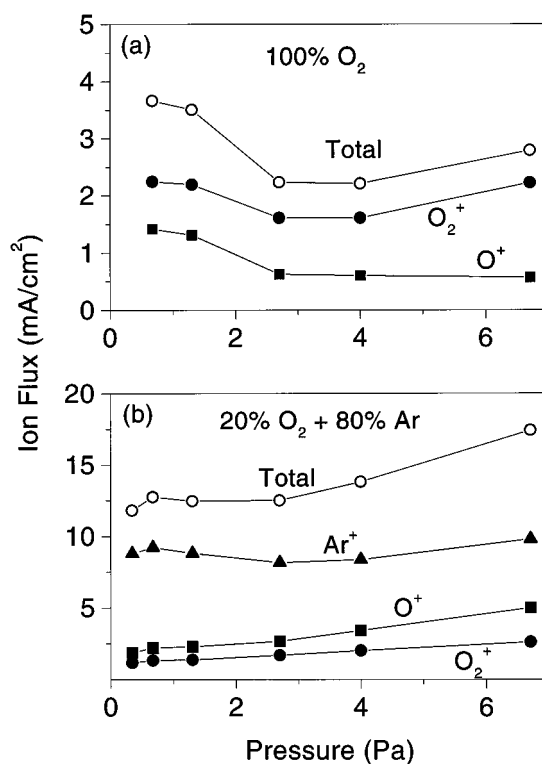 5
(a)
100% O₂
4
3
Total
2
O₂⁺
1
O⁺
0
0
2
4
6
Ion Flux (mA/cm²)
20
(b)
20% O₂ + 80% Ar
Total
15
10
Ar⁺
5
O⁺
O₂⁺
0
2
4
6
Pressure (Pa)